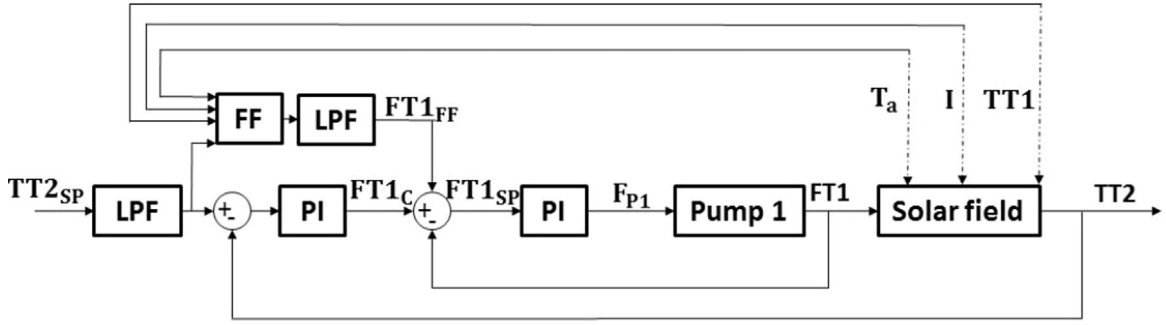 Ta I TT1
FF LPF FT1FF
TT2SP LPF +- PI FT1C +- FT1SP PI FP1 Pump 1 FT1 Solar field TT2